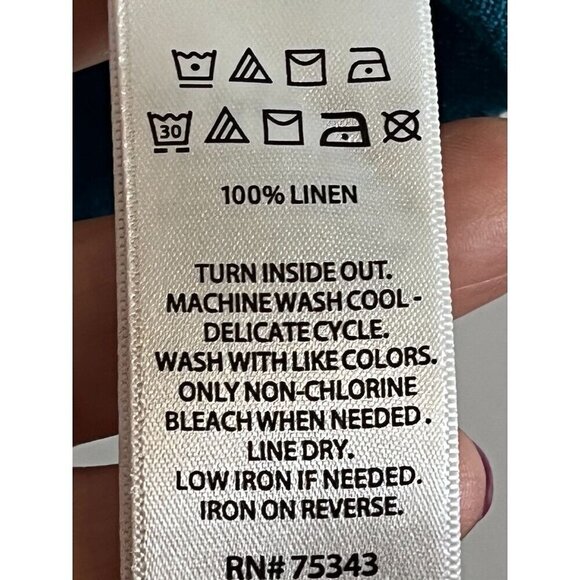 30
100% LINEN
TURN INSIDE OUT.
MACHINE WASH COOL -
DELICATE CYCLE.
WASH WITH LIKE COLORS.
ONLY NON-CHLORINE
BLEACH WHEN NEEDED.
LINE DRY.
LOW IRON IF NEEDED.
IRON ON REVERSE.
RN# 75343